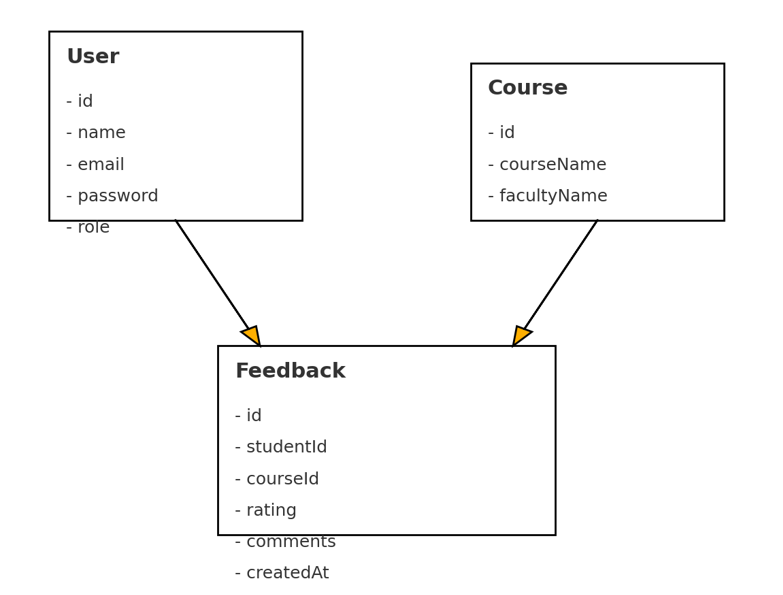 User
- id
- name
- email
- password
- role
Course
- id
- courseName
- facultyName
Feedback
- id
- studentId
- courseId
- rating
- comments
- createdAt